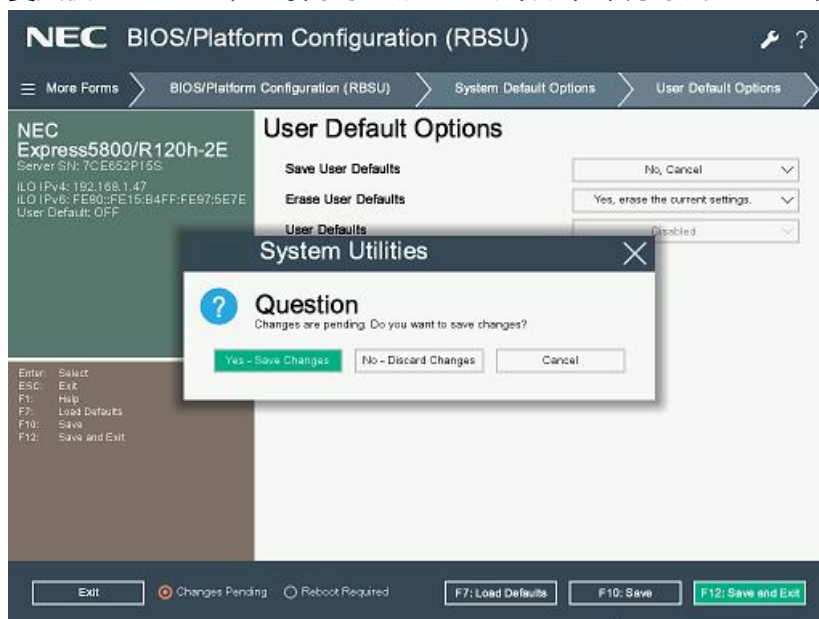 NEC BIOS/Platform Configuration (RBSU)
?
More Forms
BIOS/Platform Configuration (RBSU)
System Default Options
User Default Options
NEC
Express5800/R120h-2E
Server SN: 7CE652P15S
iLO IPv4: 192.168.1.47
iLO IPv6: FE80::FE15:B4FF:FE97:5E7E
User Default: OFF
Enter: Select
ESC: Exit
F1: Help
F7: Load Defaults
F10: Save
F12: Save and Exit
User Default Options
Save User Defaults
No, Cancel
Erase User Defaults
Yes, erase the current settings.
User Defaults
Disabled
System Utilities
?
Question
Changes are pending. Do you want to save changes?
Yes - Save Changes
No - Discard Changes
Cancel
Exit
Changes Pending
Reboot Required
F7: Load Defaults
F10: Save
F12: Save and Exit